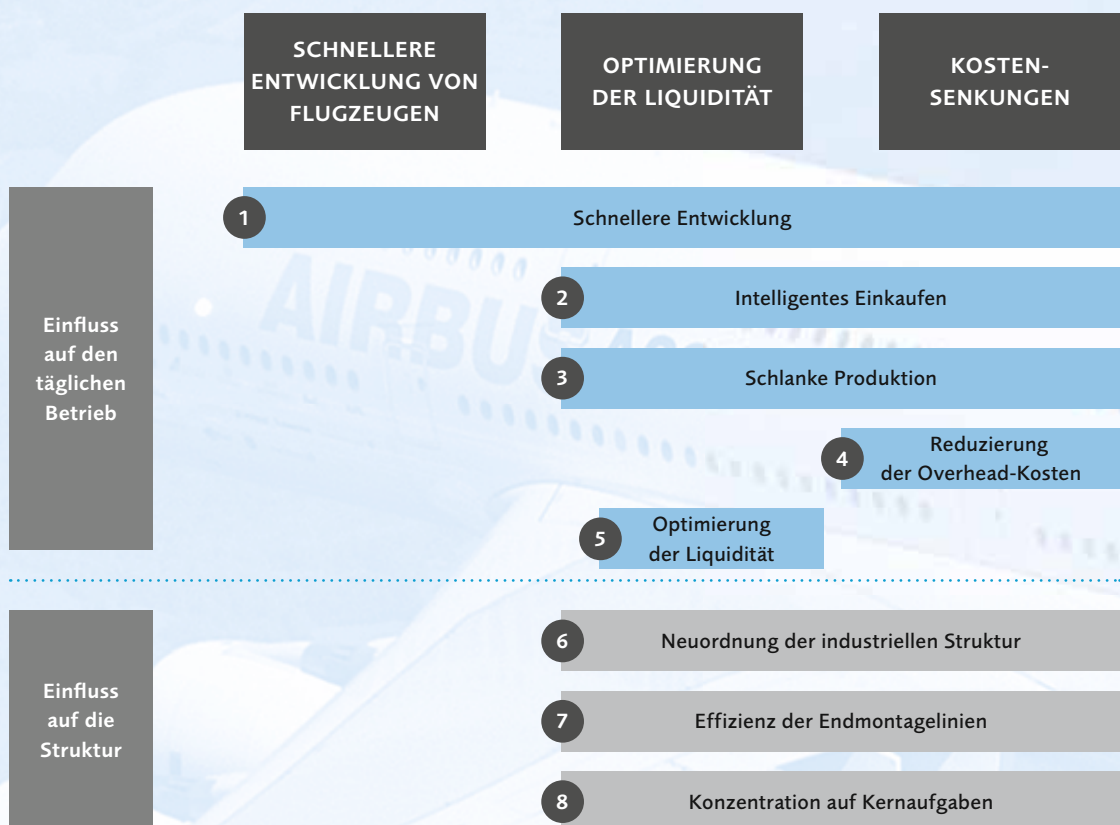 SCHNELLERE
ENTWICKLUNG VON
FLUGZEUGEN
OPTIMIERUNG
DER LIQUIDITÄT
KOSTEN-
SENKUNGEN
Einfluss
auf den
täglichen
Betrieb
1
Schnellere Entwicklung
2
Intelligentes Einkaufen
3
Schlanke Produktion
4
Reduzierung
der Overhead-Kosten
5
Optimierung
der Liquidität
Einfluss
auf die
Struktur
6
Neuordnung der industriellen Struktur
7
Effizienz der Endmontagelinien
8
Konzentration auf Kernaufgaben
AIRBUS